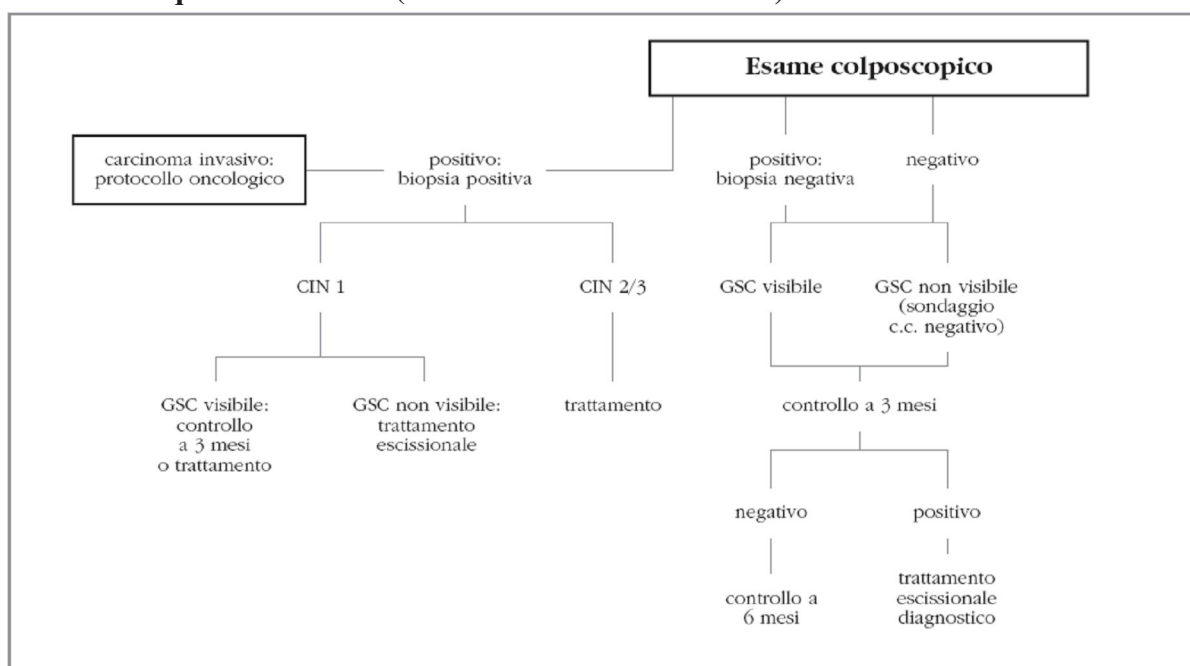 Esame colposcopico
carcinoma invasivo:
protocollo oncologico
positivo:
biopsia positiva
positivo:
biopsia negativa
negativo
CIN 1
CIN 2/3
GSC visibile
GSC non visibile
(sondaggio
c.c. negativo)
GSC visibile:
controllo
a 3 mesi
o trattamento
GSC non visibile:
trattamento
escissionale
trattamento
controllo a 3 mesi
negativo
positivo
controllo a
6 mesi
trattamento
escissionale
diagnostico